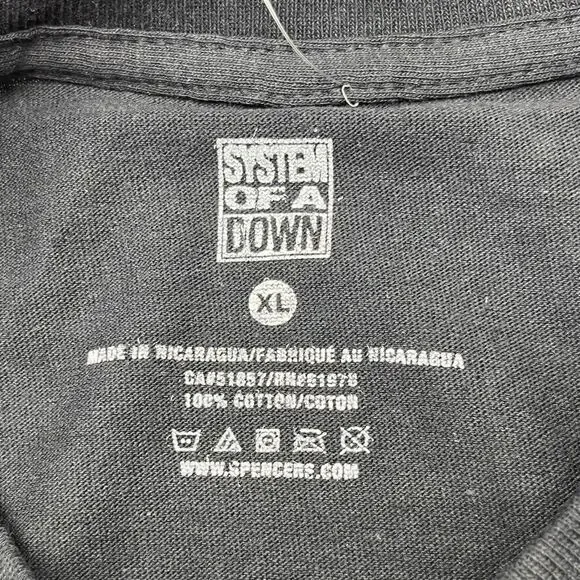 SYSTEM
OF A
DOWN
XL
MADE IN NICARAGUA/FABRIQUÉ AU NICARAGUA
CA#51857/RN#61978
100% COTTON/COTON
WWW.SPENCERS.COM